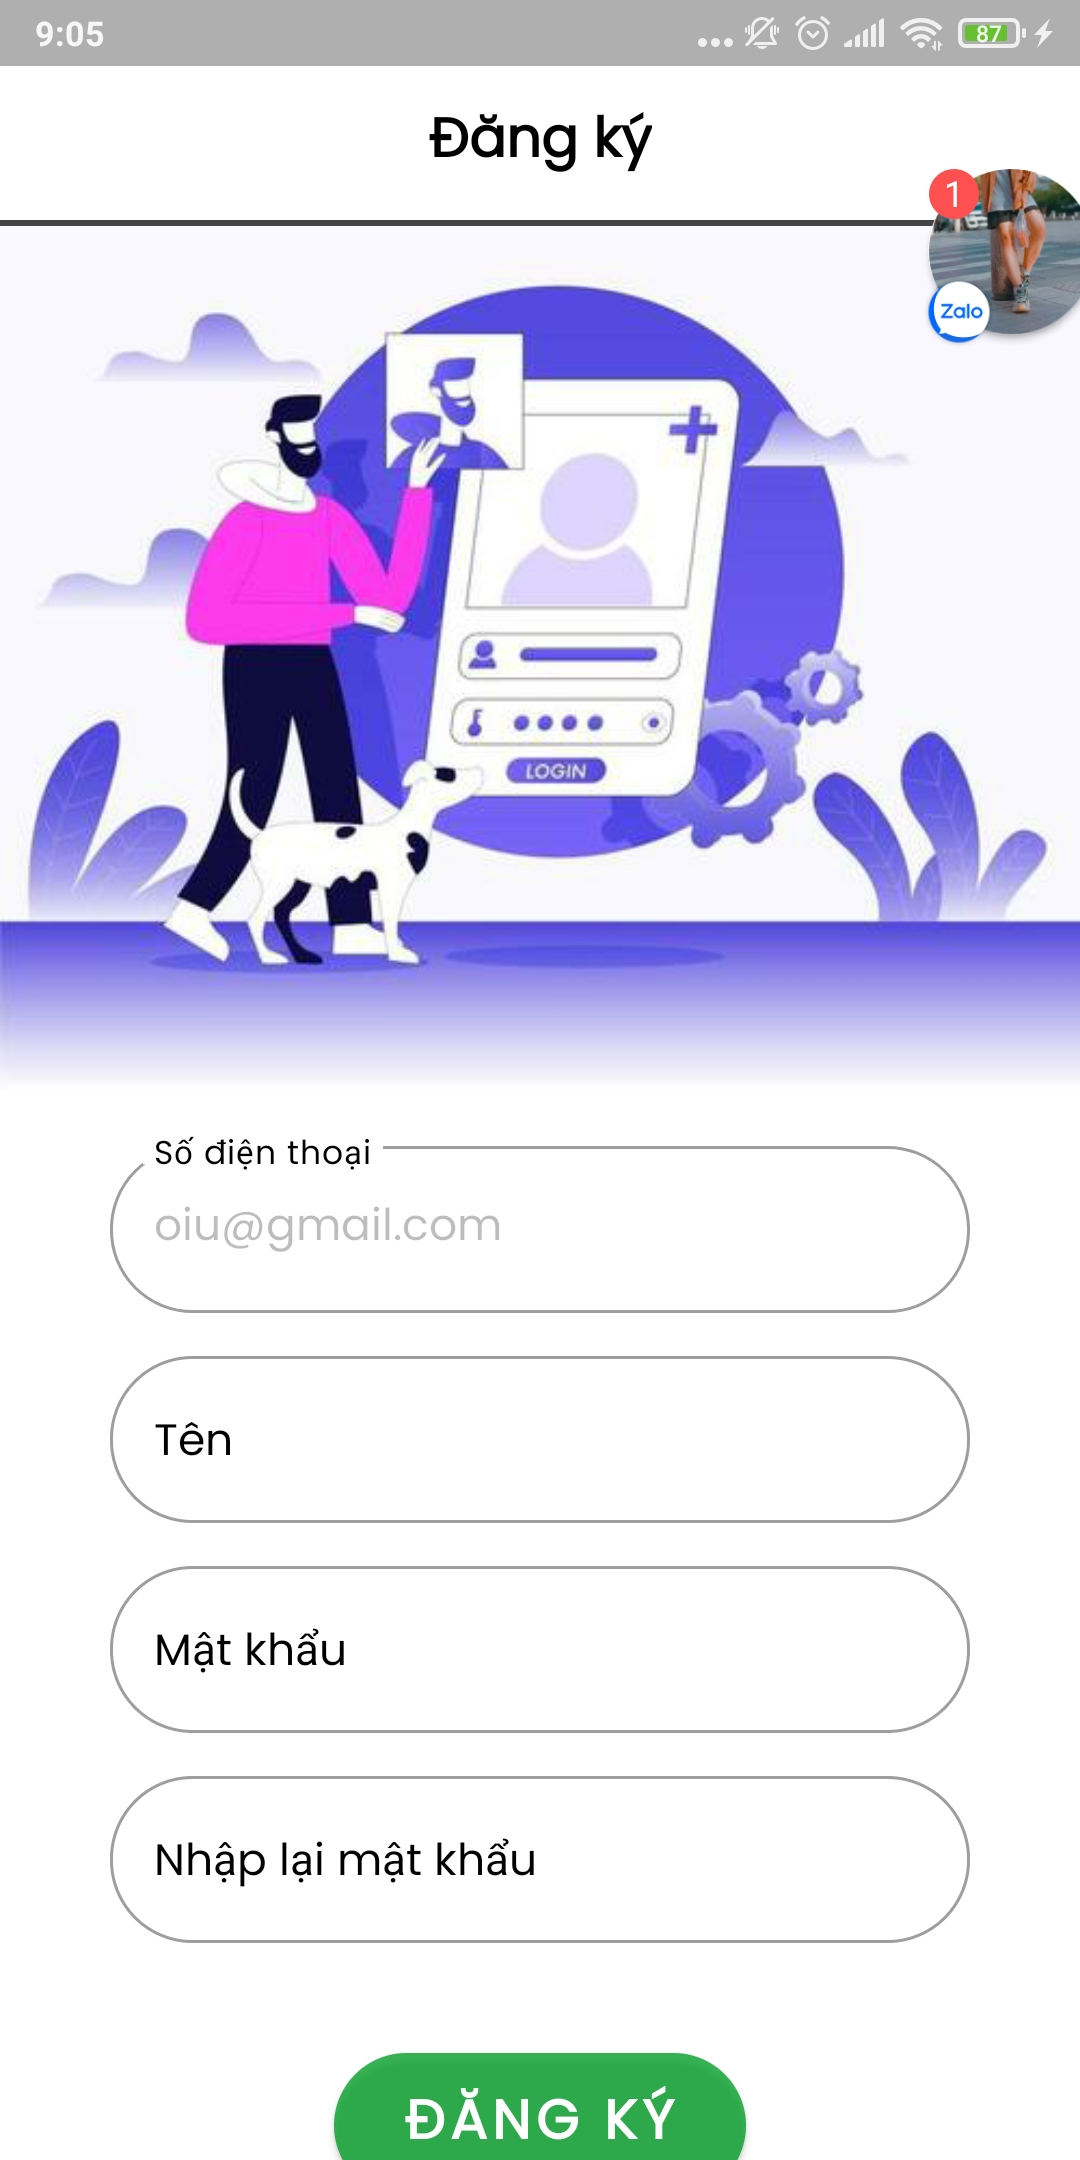 9:05
87
Đăng ký
1
Zalo
LOGIN
Số điện thoại
oiu@gmail.com
Tên
Mật khẩu
Nhập lại mật khẩu
ĐĂNG KÝ